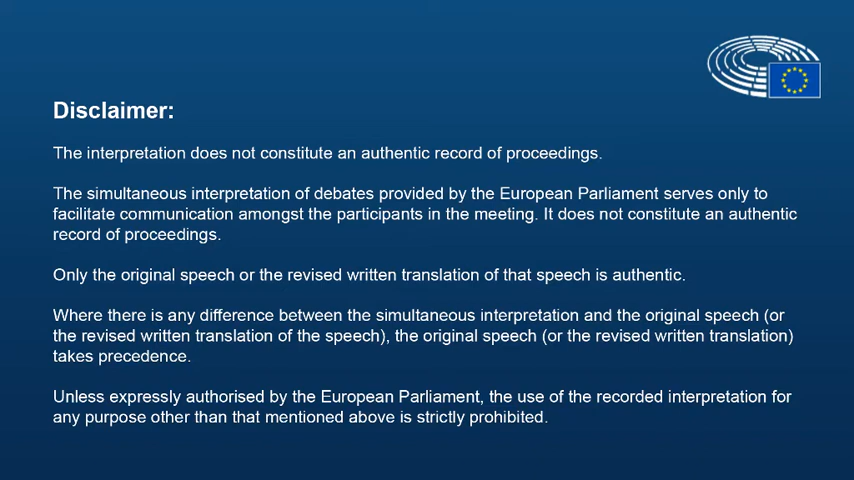 Disclaimer:
The interpretation does not constitute an authentic record of proceedings.
The simultaneous interpretation of debates provided by the European Parliament serves only to
facilitate communication amongst the participants in the meeting. It does not constitute an authentic
record of proceedings.
Only the original speech or the revised written translation of that speech is authentic.
Where there is any difference between the simultaneous interpretation and the original speech (or
the revised written translation of the speech), the original speech (or the revised written translation)
takes precedence.
Unless expressly authorised by the European Parliament, the use of the recorded interpretation for
any purpose other than that mentioned above is strictly prohibited.